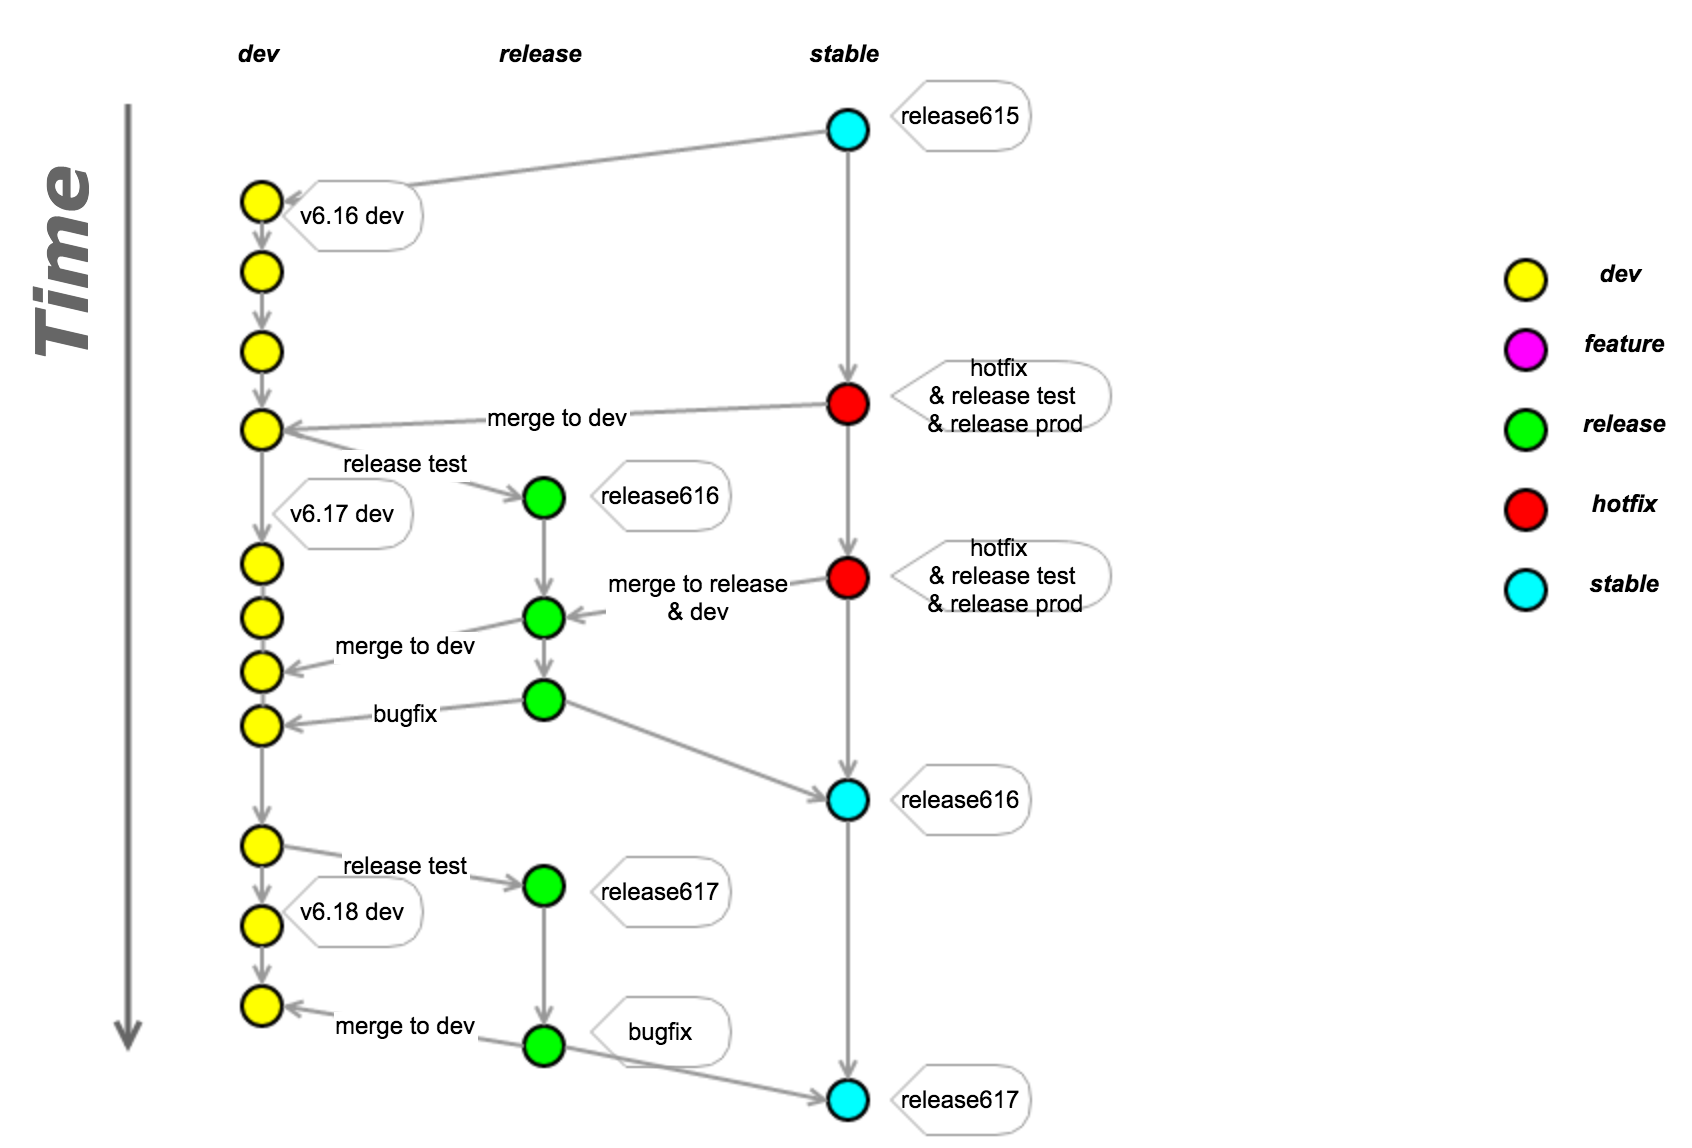 dev
release
stable
Time
release615
v6.16 dev
dev
feature
hotfix
& release test
& release prod
merge to dev
release
release test
release616
v6.17 dev
hotfix
hotfix
& release test
& release prod
merge to release
& dev
stable
merge to dev
bugfix
release616
release test
release617
v6.18 dev
merge to dev
bugfix
release617